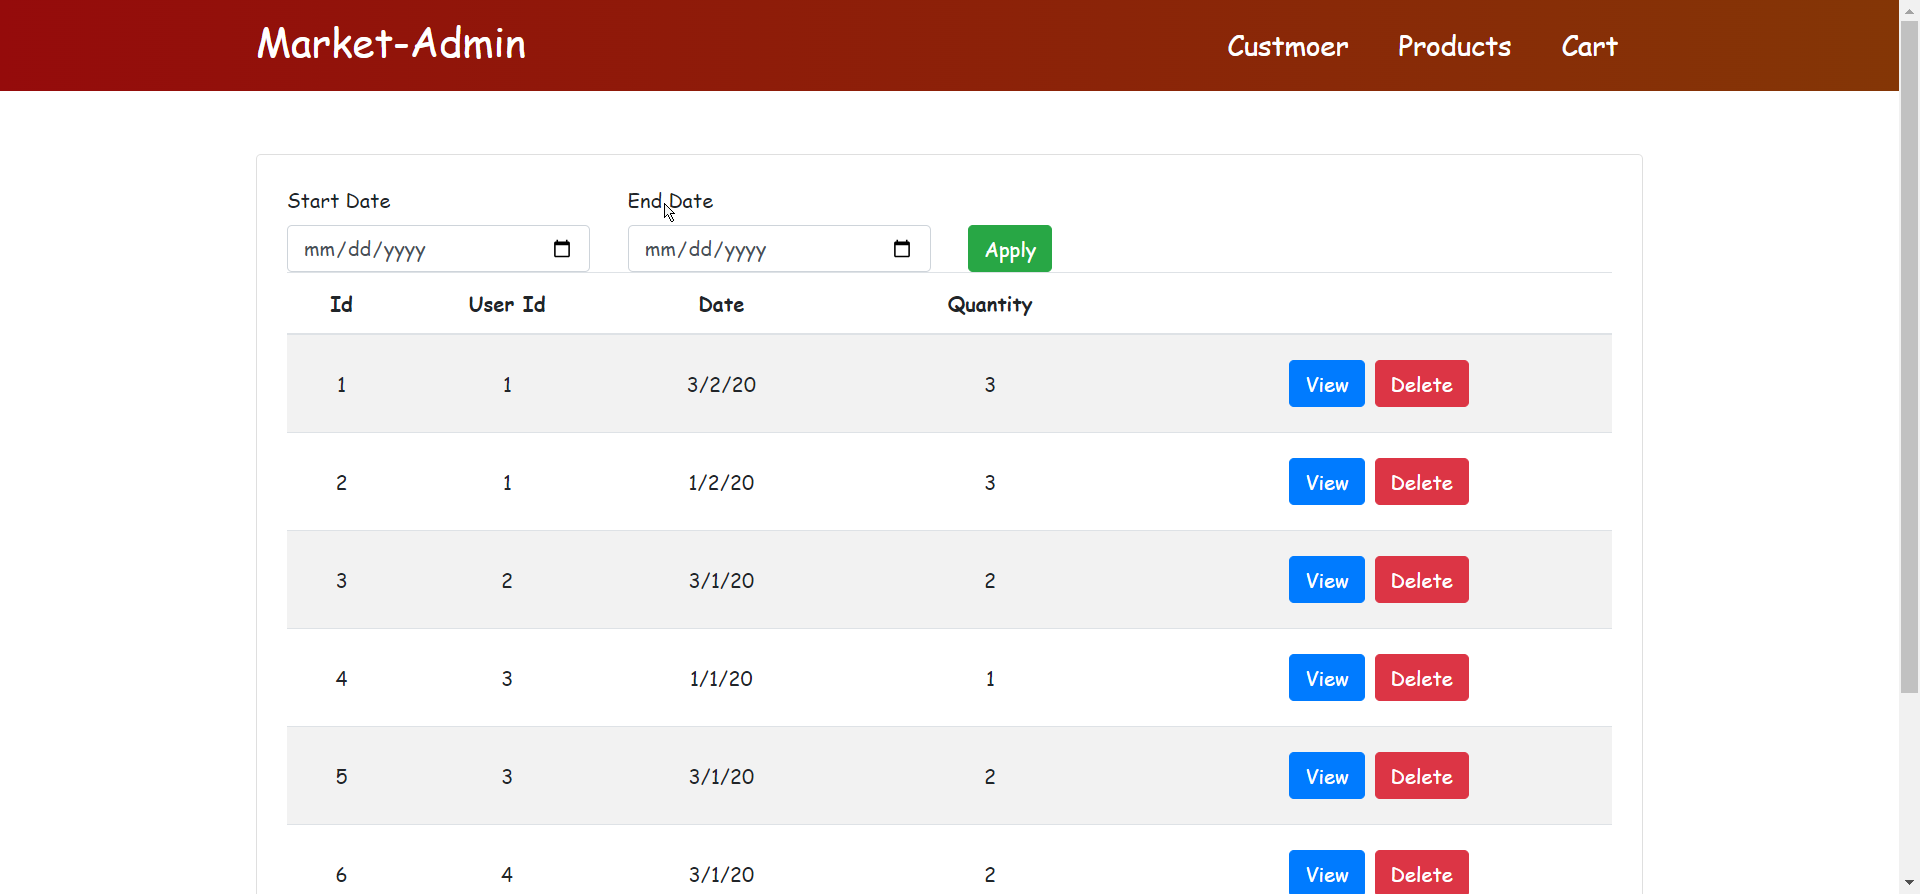 Market-Admin Custmoer Products Cart
Start Date End Date
mm/dd/yyyy mm/dd/yyyy Apply
Id User Id Date Quantity
1 1 3/2/20 3 View Delete
2 1 1/2/20 3 View Delete
3 2 3/1/20 2 View Delete
4 3 1/1/20 1 View Delete
5 3 3/1/20 2 View Delete
6 4 3/1/20 2 View Delete